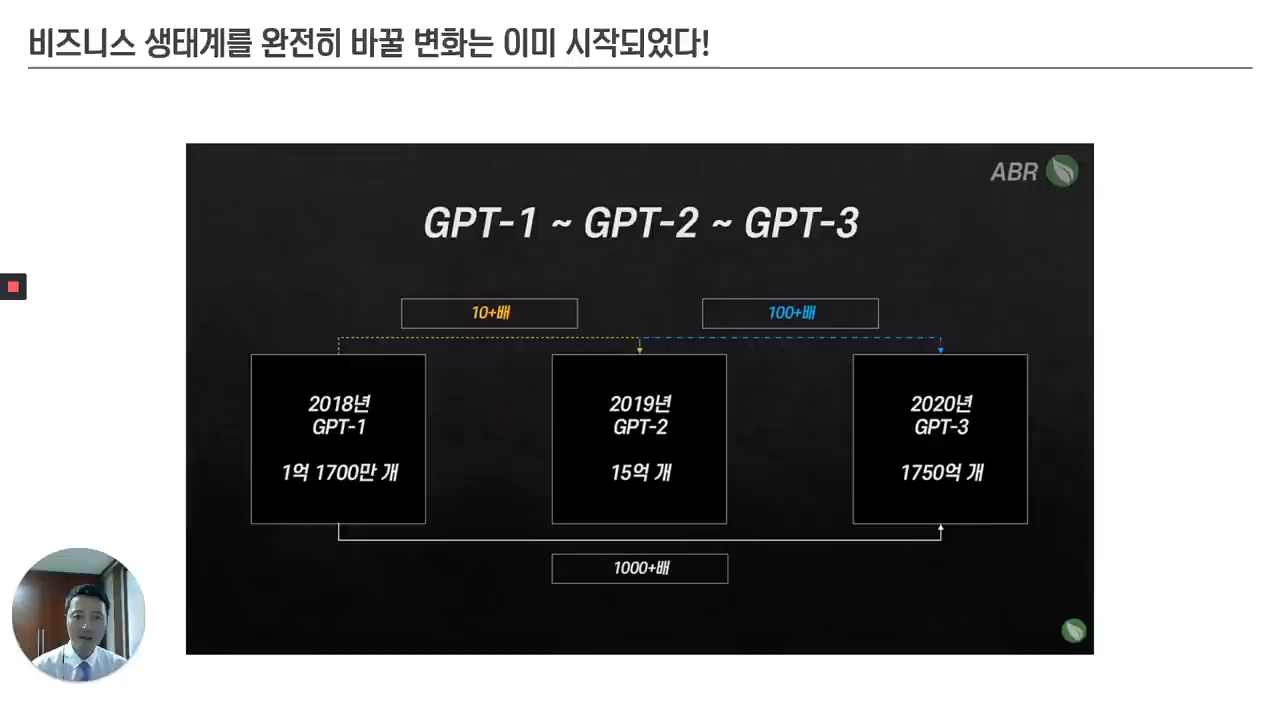 비즈니스 생태계를 완전히 바꿀 변화는 이미 시작되었다!
ABR
GPT-1 ~ GPT-2 ~ GPT-3
10+배
100+배
2018년
GPT-1
1억 1700만 개
2019년
GPT-2
15억 개
2020년
GPT-3
1750억 개
1000+배